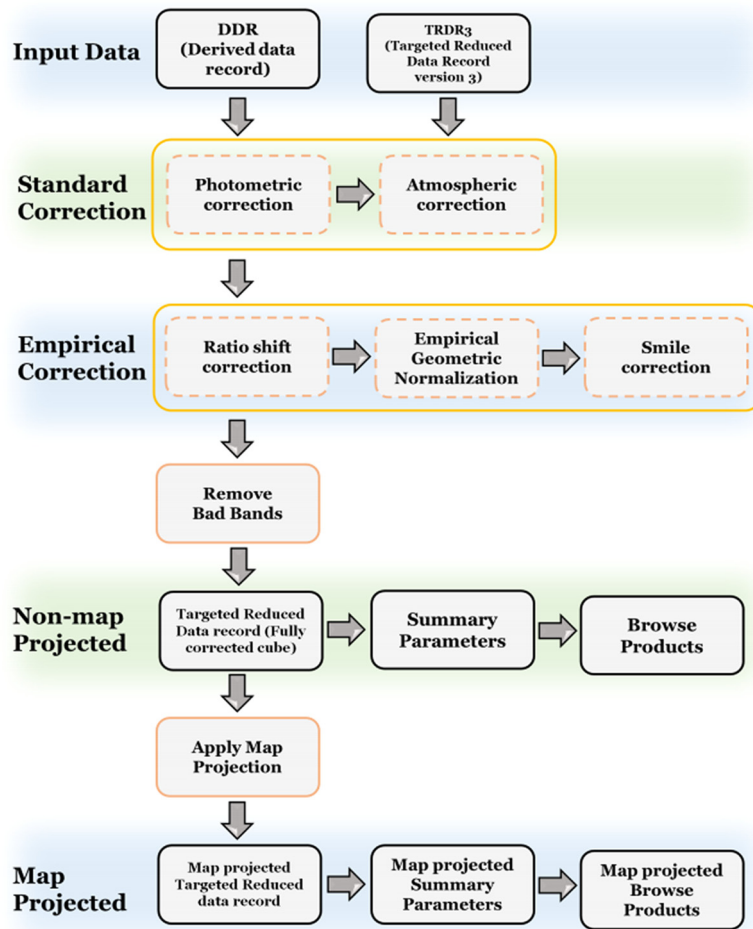 Input Data
DDR
(Derived data
record)
TRDR3
(Targeted Reduced
Data Record
version 3)
Standard
Correction
Photometric
correction
Atmospheric
correction
Empirical
Correction
Ratio shift
correction
Empirical
Geometric
Normalization
Smile
correction
Remove
Bad Bands
Non-map
Projected
Targeted Reduced
Data record (Fully
corrected cube)
Summary
Parameters
Browse
Products
Apply Map
Projection
Map
Projected
Map projected
Targeted Reduced
data record
Map projected
Summary
Parameters
Map projected
Browse
Products